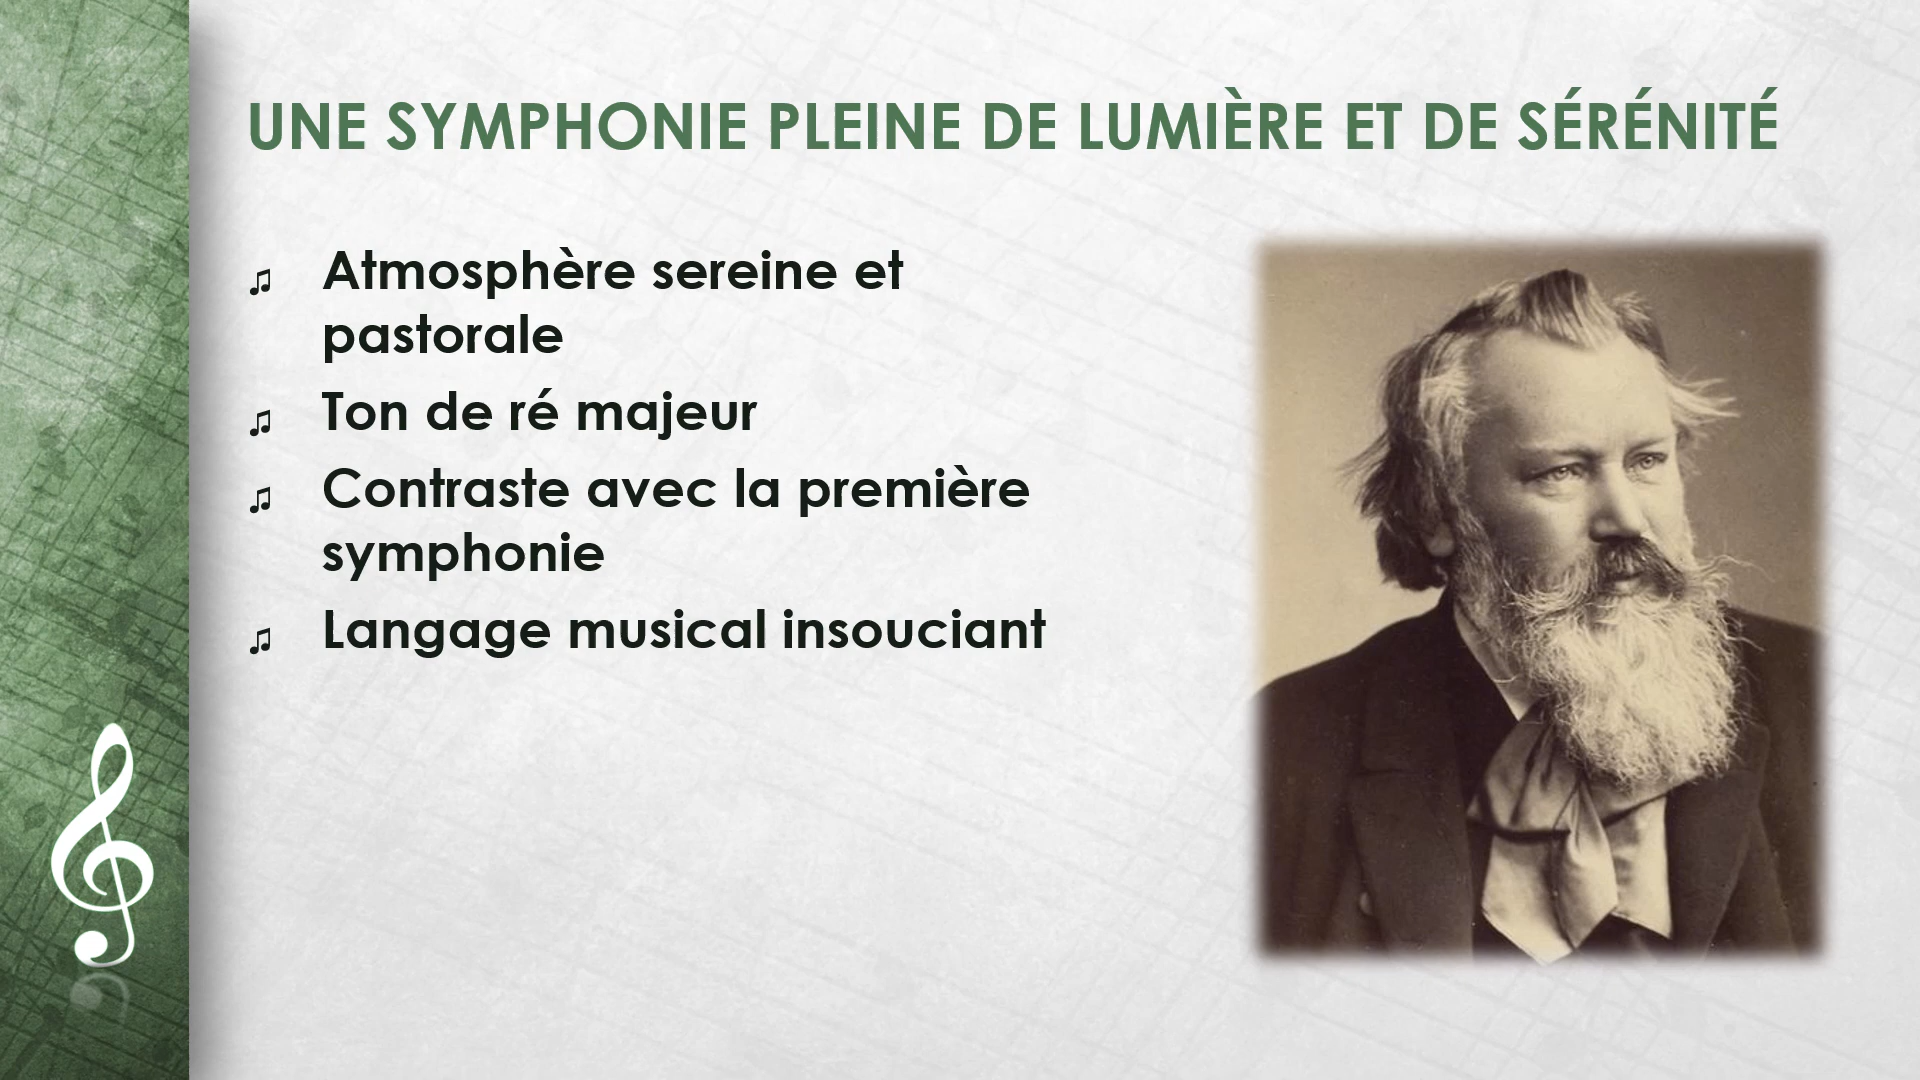 UNE SYMPHONIE PLEINE DE LUMIÈRE ET DE SÉRÉNITÉ
♫ Atmosphère sereine et
pastorale
♫ Ton de ré majeur
♫ Contraste avec la première
symphonie
♫ Langage musical insouciant